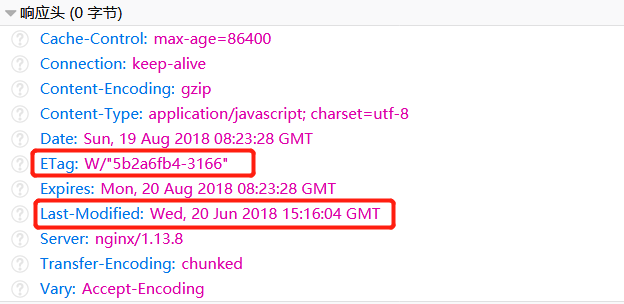 响应头 (0 字节)
Cache-Control: max-age=86400
Connection: keep-alive
Content-Encoding: gzip
Content-Type: application/javascript; charset=utf-8
Date: Sun, 19 Aug 2018 08:23:28 GMT
ETag: W/"5b2a6fb4-3166"
Expires: Mon, 20 Aug 2018 08:23:28 GMT
Last-Modified: Wed, 20 Jun 2018 15:16:04 GMT
Server: nginx/1.13.8
Transfer-Encoding: chunked
Vary: Accept-Encoding